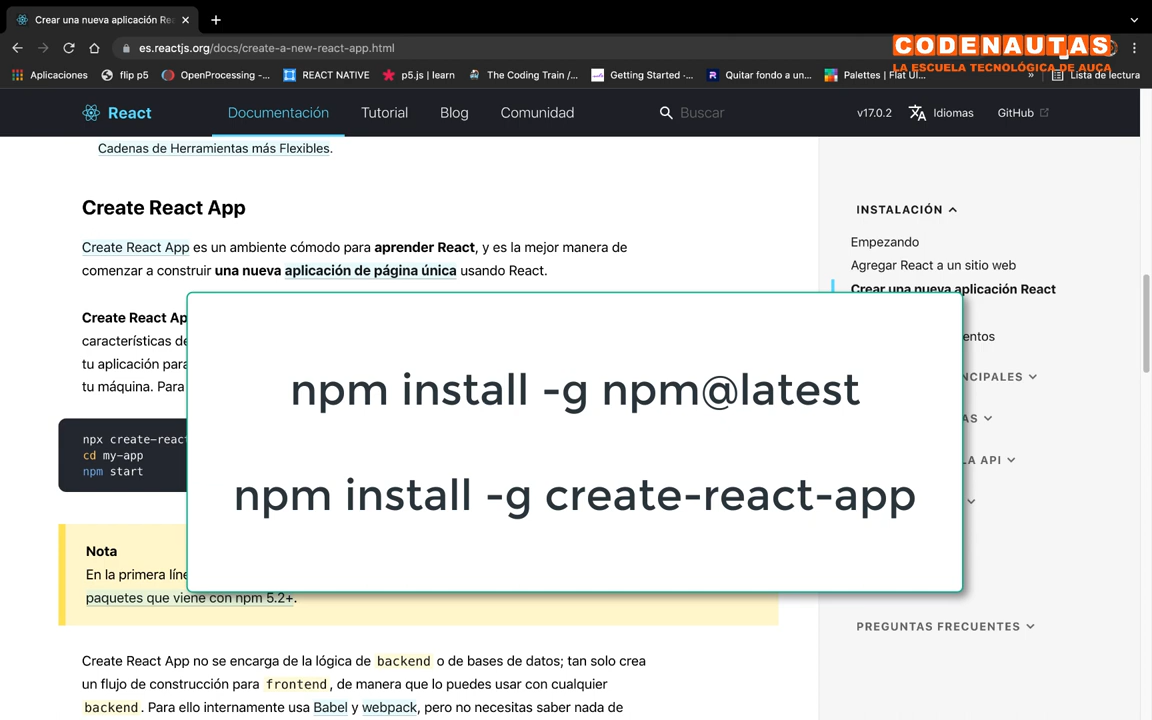 Crear una nueva aplicación Rea
es.reactjs.org/docs/create-a-new-react-app.html
CODENAUTAS
LA ESCUELA TECNOLÓGICA DE AUCA
Aplicaciones flip p5 OpenProcessing -... REACT NATIVE p5.js | learn The Coding Train /... Getting Started ·... Quitar fondo a un... Palettes | Flat UI... » Lista de lectura
React Documentación Tutorial Blog Comunidad Buscar v17.0.2 Idiomas GitHub
Cadenas de Herramientas más Flexibles.
Create React App
Create React App es un ambiente cómodo para aprender React, y es la mejor manera de
comenzar a construir una nueva aplicación de página única usando React.
Create React Ap
características de
tu aplicación para
tu máquina. Para
npx create-react
cd my-app
npm start
npm install -g npm@latest
npm install -g create-react-app
Nota
En la primera líne
paquetes que viene con npm 5.2+.
Create React App no se encarga de la lógica de backend o de bases de datos; tan solo crea
un flujo de construcción para frontend, de manera que lo puedes usar con cualquier
backend. Para ello internamente usa Babel y webpack, pero no necesitas saber nada de
INSTALACIÓN
Empezando
Agregar React a un sitio web
Crear una nueva aplicación React
entos
NCIPALES
AS
LA API
PREGUNTAS FRECUENTES